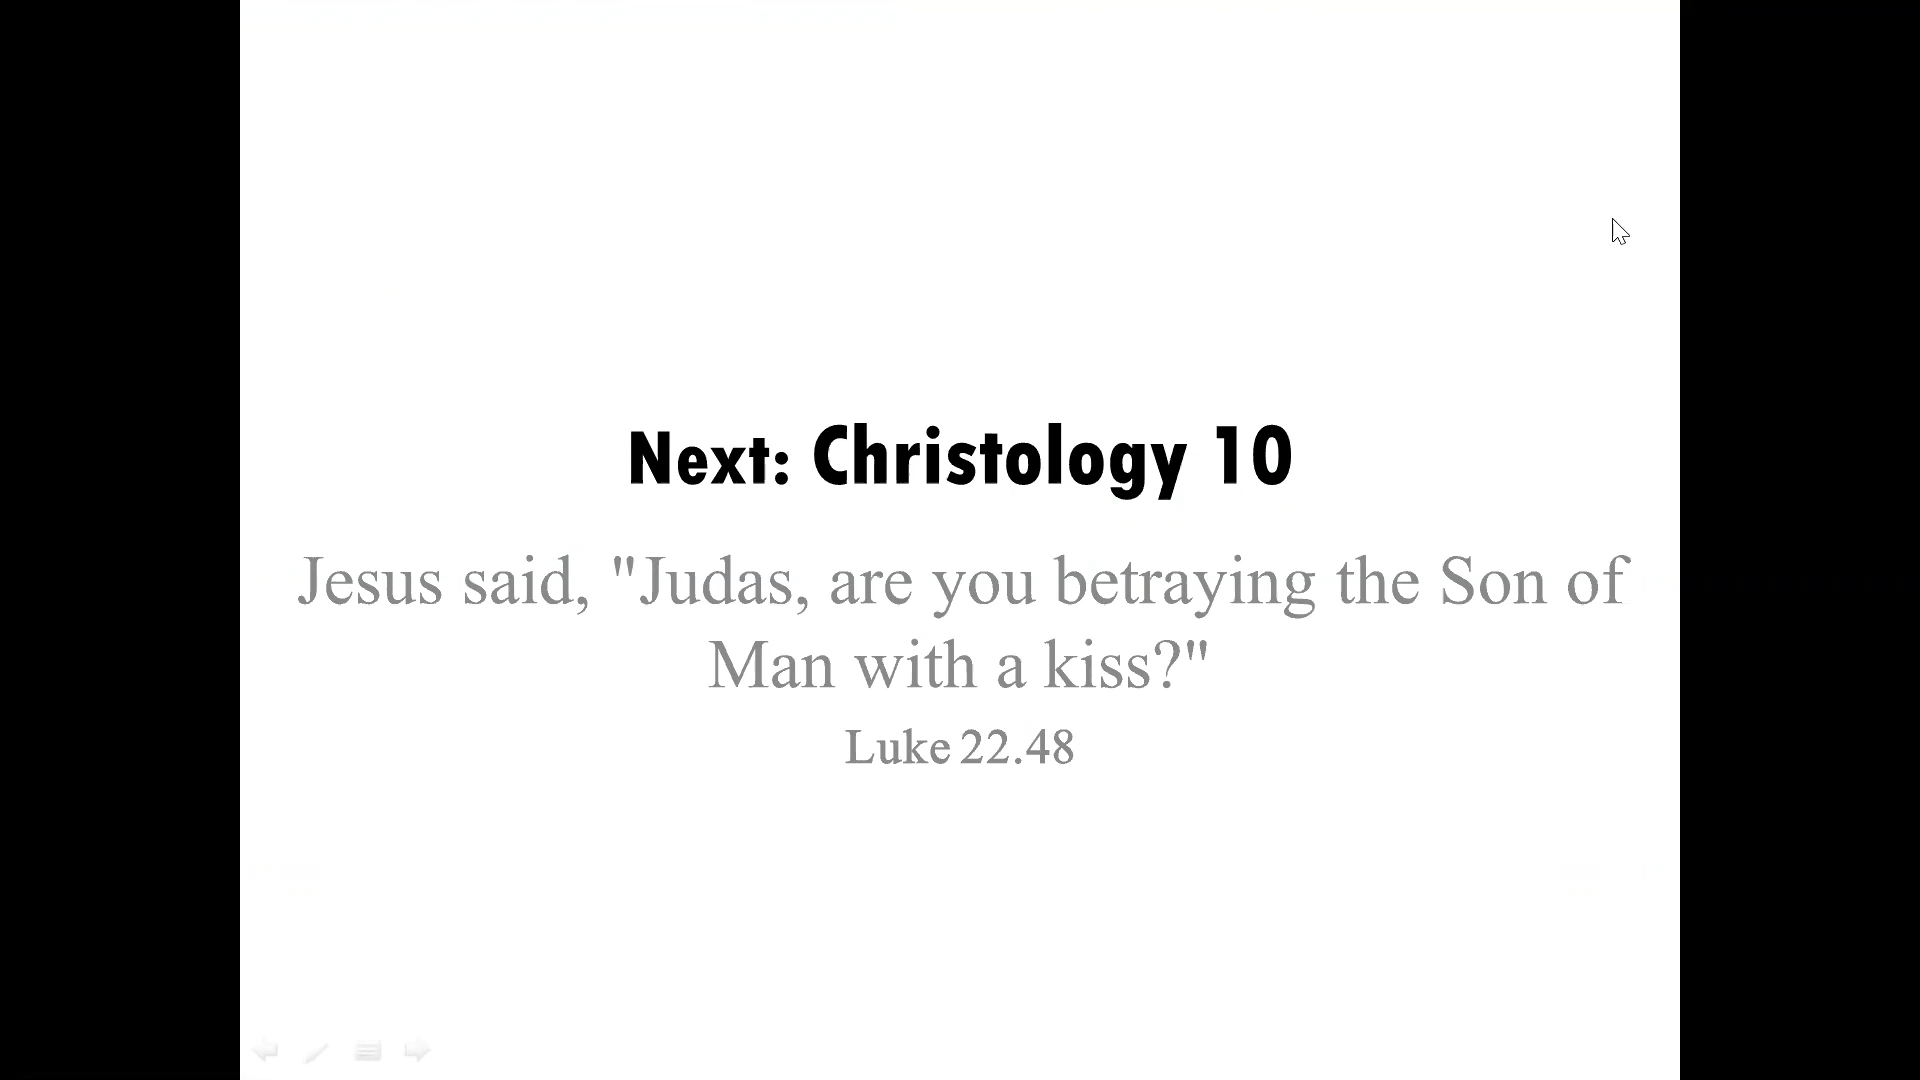 Next: Christology 10
Jesus said, "Judas, are you betraying the Son of
Man with a kiss?"
Luke 22.48